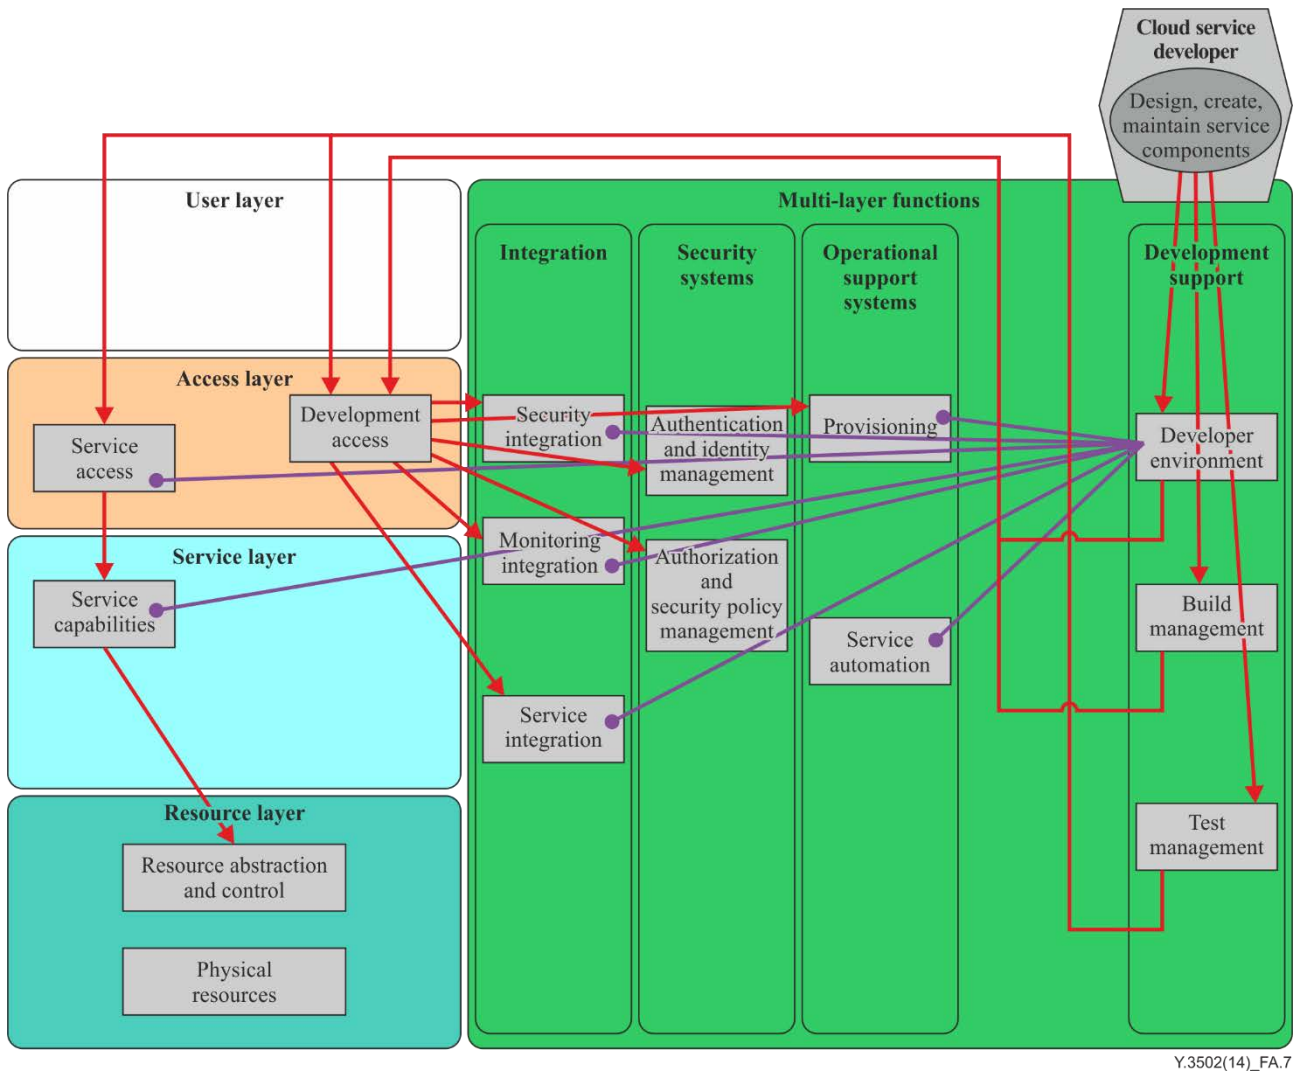 Cloud service
developer
Design, create,
maintain service
components
User layer
Multi-layer functions
Integration
Security
systems
Operational
support
systems
Development
support
Access layer
Service
access
Development
access
Security
integration
Authentication
and identity
management
Provisioning
Developer
environment
Monitoring
integration
Authorization
and
security policy
management
Service layer
Service
capabilities
Service
automation
Build
management
Service
integration
Resource layer
Resource abstraction
and control
Physical
resources
Test
management
Y.3502(14)_FA.7